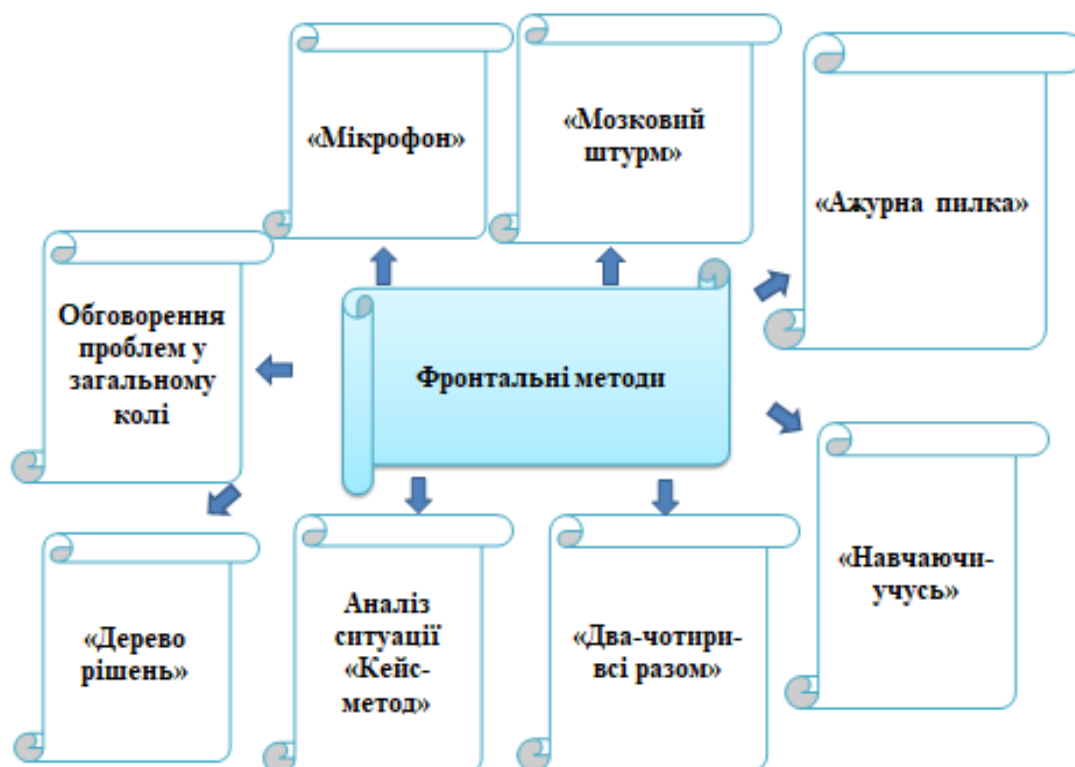 «Мікрофон»
«Мозковий
штурм»
«Ажурна пилка»
Обговорення
проблем у
загальному
колі
Фронтальні методи
«Навчаючи-
учусь»
«Дерево
рішень»
Аналіз
ситуації
«Кейс-
метод»
«Два-чотири-
всі разом»